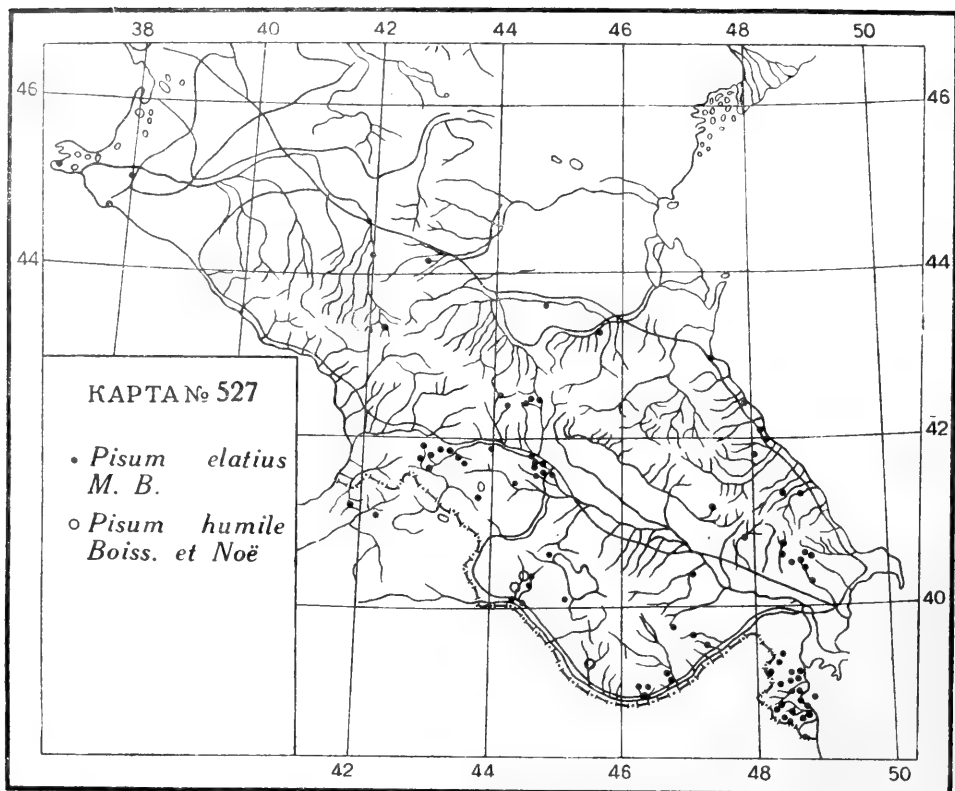 38 40 42 44 46 48 50
46 46
44 44
КАРТА № 527
42
• Pisum elatius
M. B.
○ Pisum humile
Boiss. et Noë
40
42 44 46 48 50